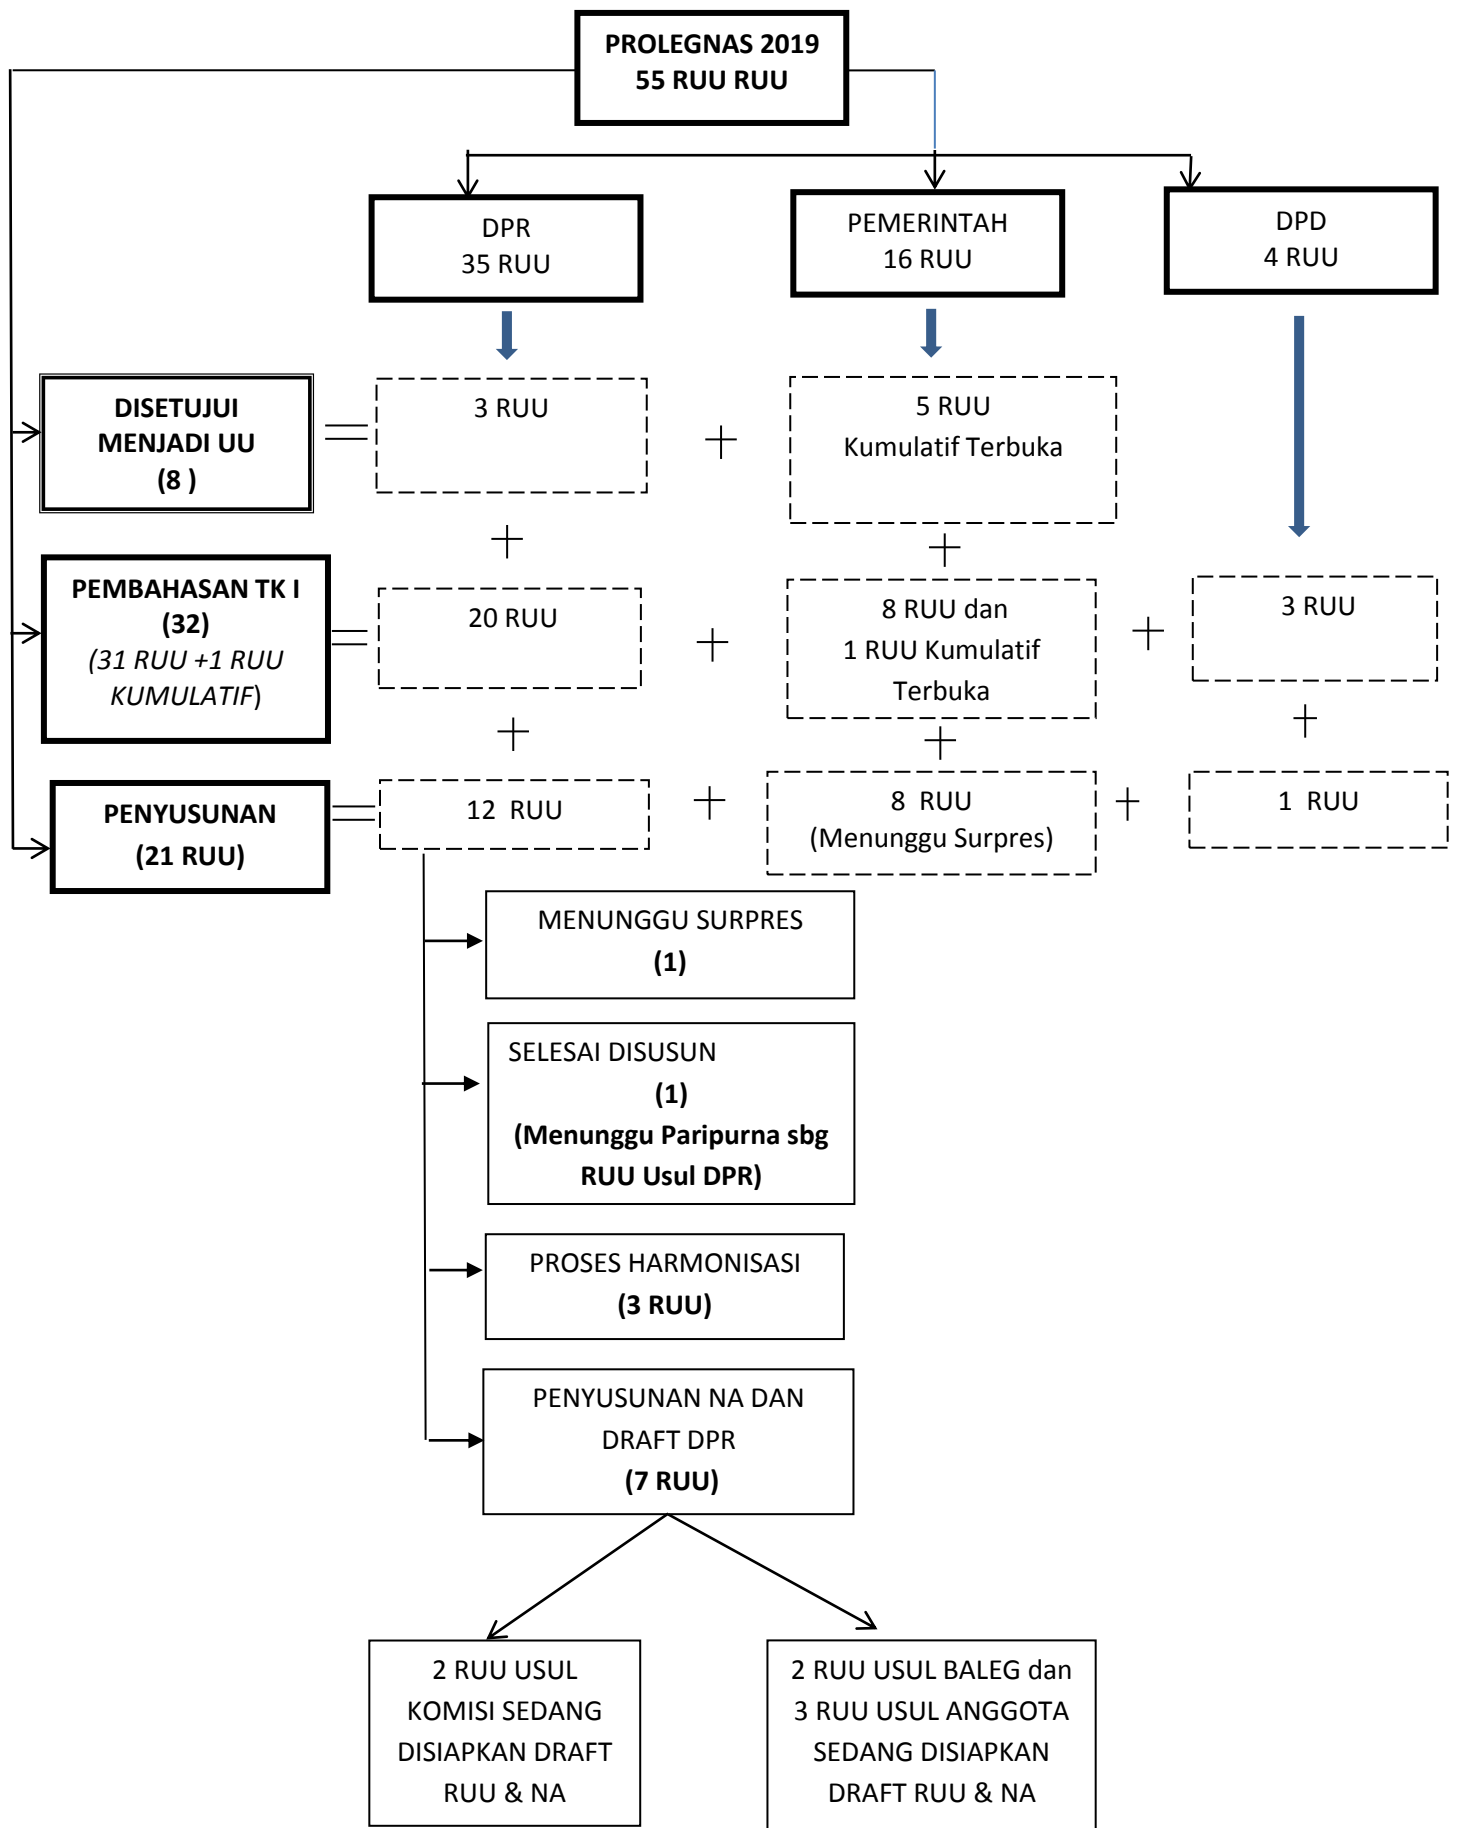 PROLEGNAS 2019
55 RUU RUU
DPR
35 RUU
PEMERINTAH
16 RUU
DPD
4 RUU
DISETUJUI
MENJADI UU
(8 )
3 RUU
5 RUU
Kumulatif Terbuka
PEMBAHASAN TK I
(32)
(31 RUU +1 RUU
KUMULATIF)
20 RUU
8 RUU dan
1 RUU Kumulatif
Terbuka
3 RUU
PENYUSUNAN
(21 RUU)
12 RUU
8 RUU
(Menunggu Surpres)
1 RUU
MENUNGGU SURPRES
(1)
SELESAI DISUSUN
(1)
(Menunggu Paripurna sbg
RUU Usul DPR)
PROSES HARMONISASI
(3 RUU)
PENYUSUNAN NA DAN
DRAFT DPR
(7 RUU)
2 RUU USUL
KOMISI SEDANG
DISIAPKAN DRAFT
RUU & NA
2 RUU USUL BALEG dan
3 RUU USUL ANGGOTA
SEDANG DISIAPKAN
DRAFT RUU & NA